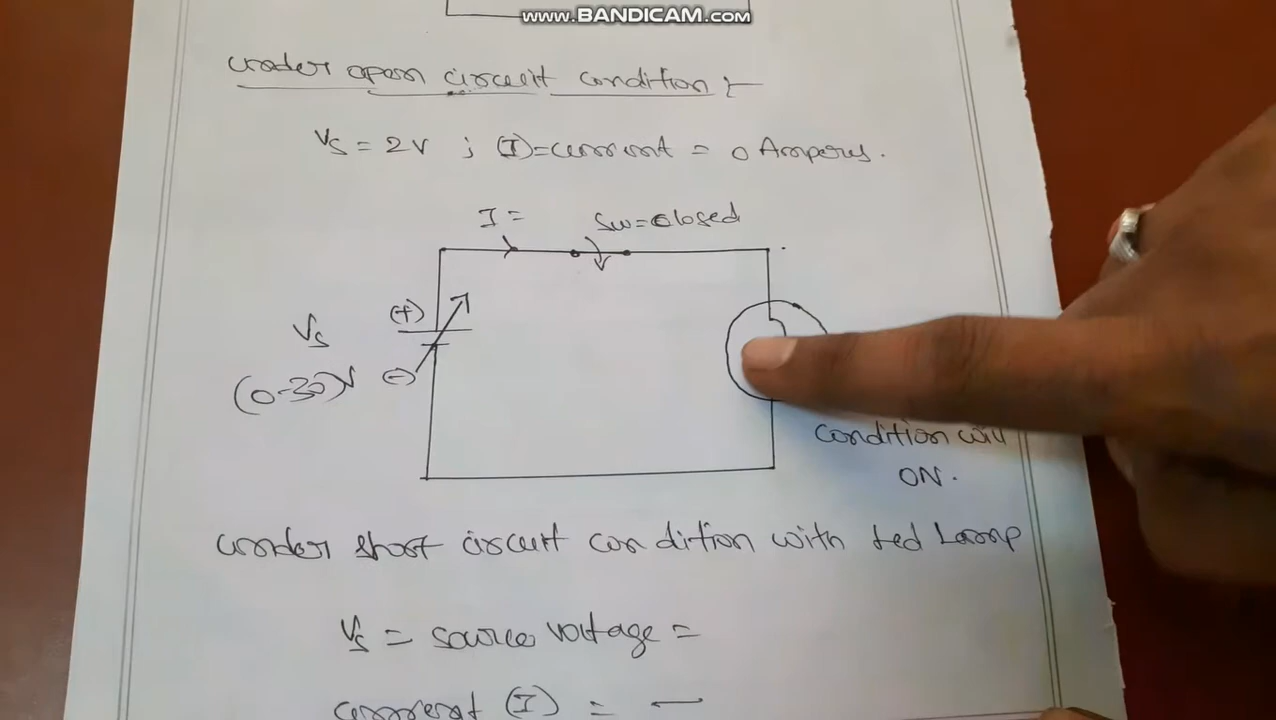 www.BANDICAM.com
under open circuit condition :-
Vs = 2V ; (I)=current = 0 Amperes.
I = Sw=closed
(+)
Vs
(0-30)V (-)
condition will
ON.
under short circuit condition with Led Lamp
Vs = source voltage =
current (I) = —